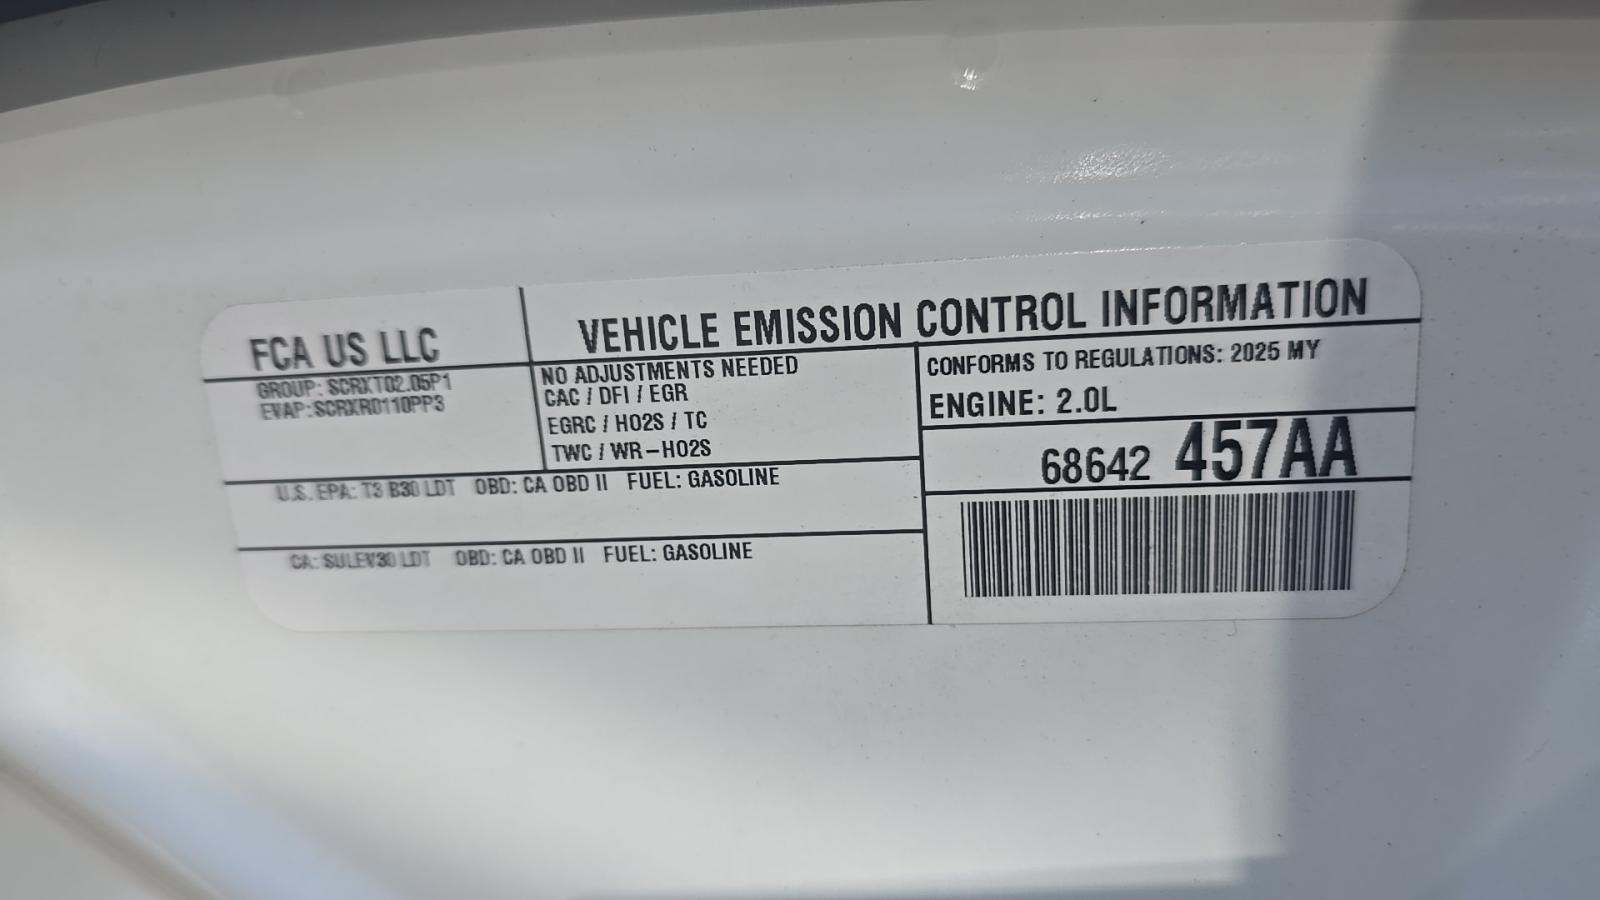 FCA US LLC
VEHICLE EMISSION CONTROL INFORMATION
GROUP: SCRXT02.05P1
EVAP: SCRXR0110PP3
NO ADJUSTMENTS NEEDED
CAC / DFI / EGR
EGRC / HO2S / TC
TWC / WR-HO2S
CONFORMS TO REGULATIONS: 2025 MY
ENGINE: 2.0L
68642 457AA
U.S. EPA: T3 B30 LDT OBD: CA OBD II FUEL: GASOLINE
CA: SULEV30 LDT OBD: CA OBD II FUEL: GASOLINE